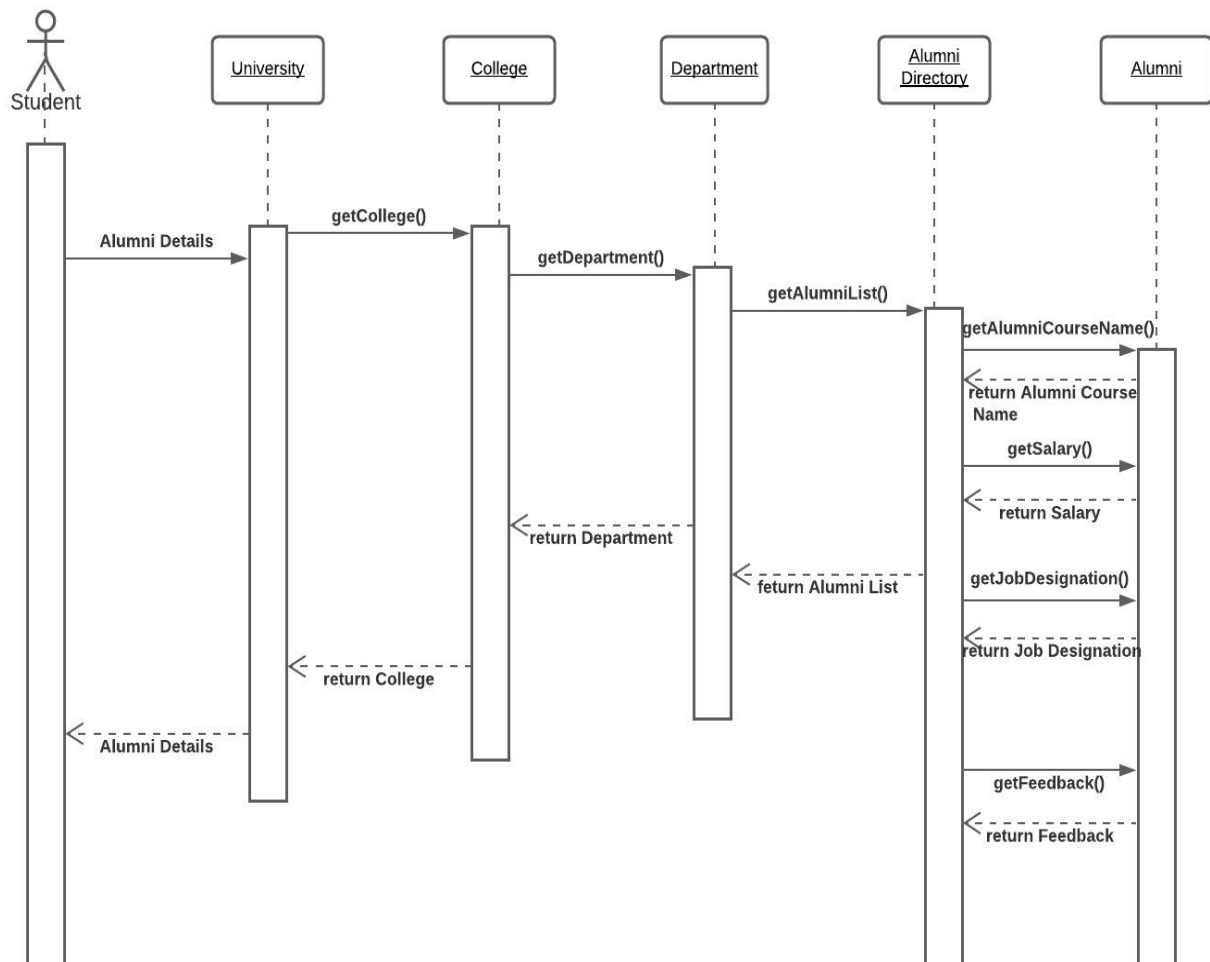 Student
University
College
Department
Alumni
Directory
Alumni
getCollege()
Alumni Details
getDepartment()
getAlumniList()
getAlumniCourseName()
return Alumni Course
Name
getSalary()
return Salary
return Department
feturn Alumni List
getJobDesignation()
return Job Designation
return College
Alumni Details
getFeedback()
return Feedback